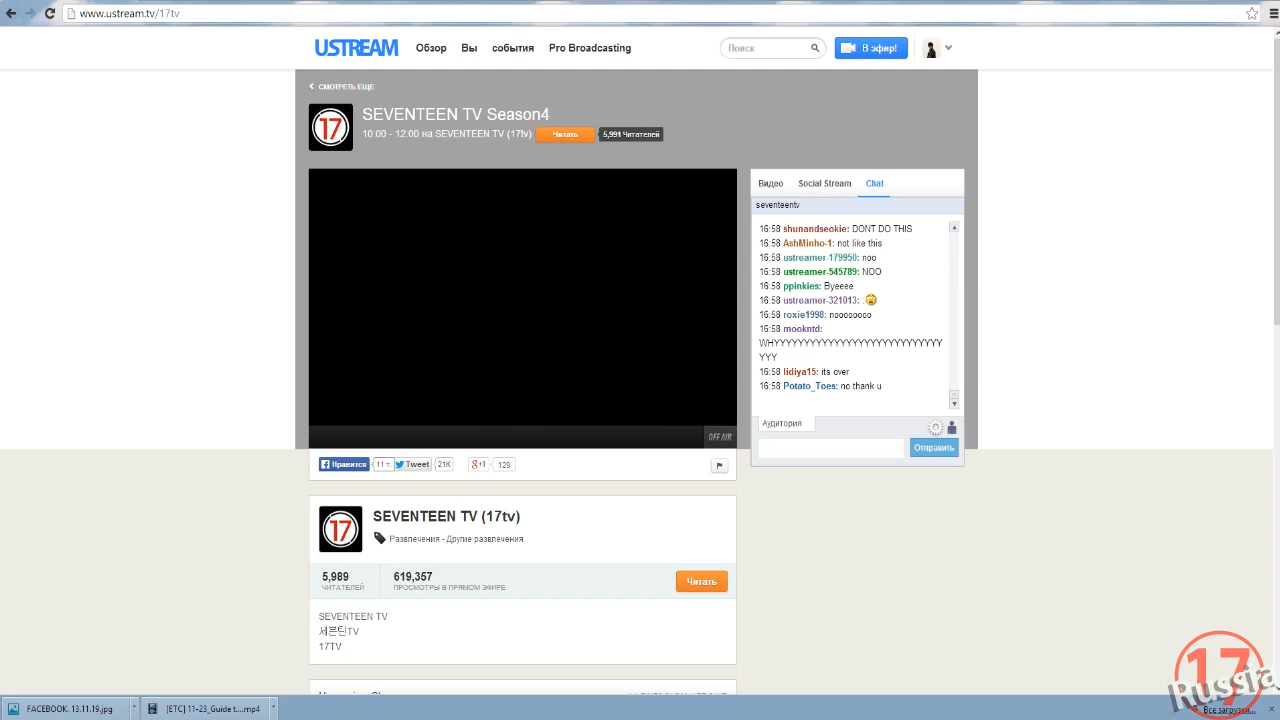 www.ustream.tv/17tv
USTREAM Обзор Вы события Pro Broadcasting Поиск В эфир!
СМОТРЕТЬ ЕЩЕ
17
SEVENTEEN TV Season4
10:00 - 12:00 на SEVENTEEN TV (17tv) Читать 5,991 Читателей
OFF AIR
Видео Social Stream Chat
seventeentv
16:58 shunandseokie: DONT DO THIS
16:58 AshMinho-1: not like this
16:58 ustreamer-179950: noo
16:58 ustreamer-545789: NOO
16:58 ppinkies: Byeeee
16:58 ustreamer-321013: :
16:58 roxie1998: noooooooo
16:58 mookntd:
WHYYYYYYYYYYYYYYYYYYYYYYYYYYYY
YYY
16:58 lidiya15: its over
16:58 Potato_Toes: no thank u
Аудитория
Отправить
Нравится 11 т. Tweet 21K g+1 129
17
SEVENTEEN TV (17tv)
Развлечения - Другие развлечения
5,989 619,357
ЧИТАТЕЛЕЙ ПРОСМОТРЫ В ПРЯМОМ ЭФИРЕ
Читать
SEVENTEEN TV
세븐틴TV
17TV
17
Russia
FACEBOOK. 13.11.19.jpg [ETC] 11-23_Guide t....mp4 Все загрузки...